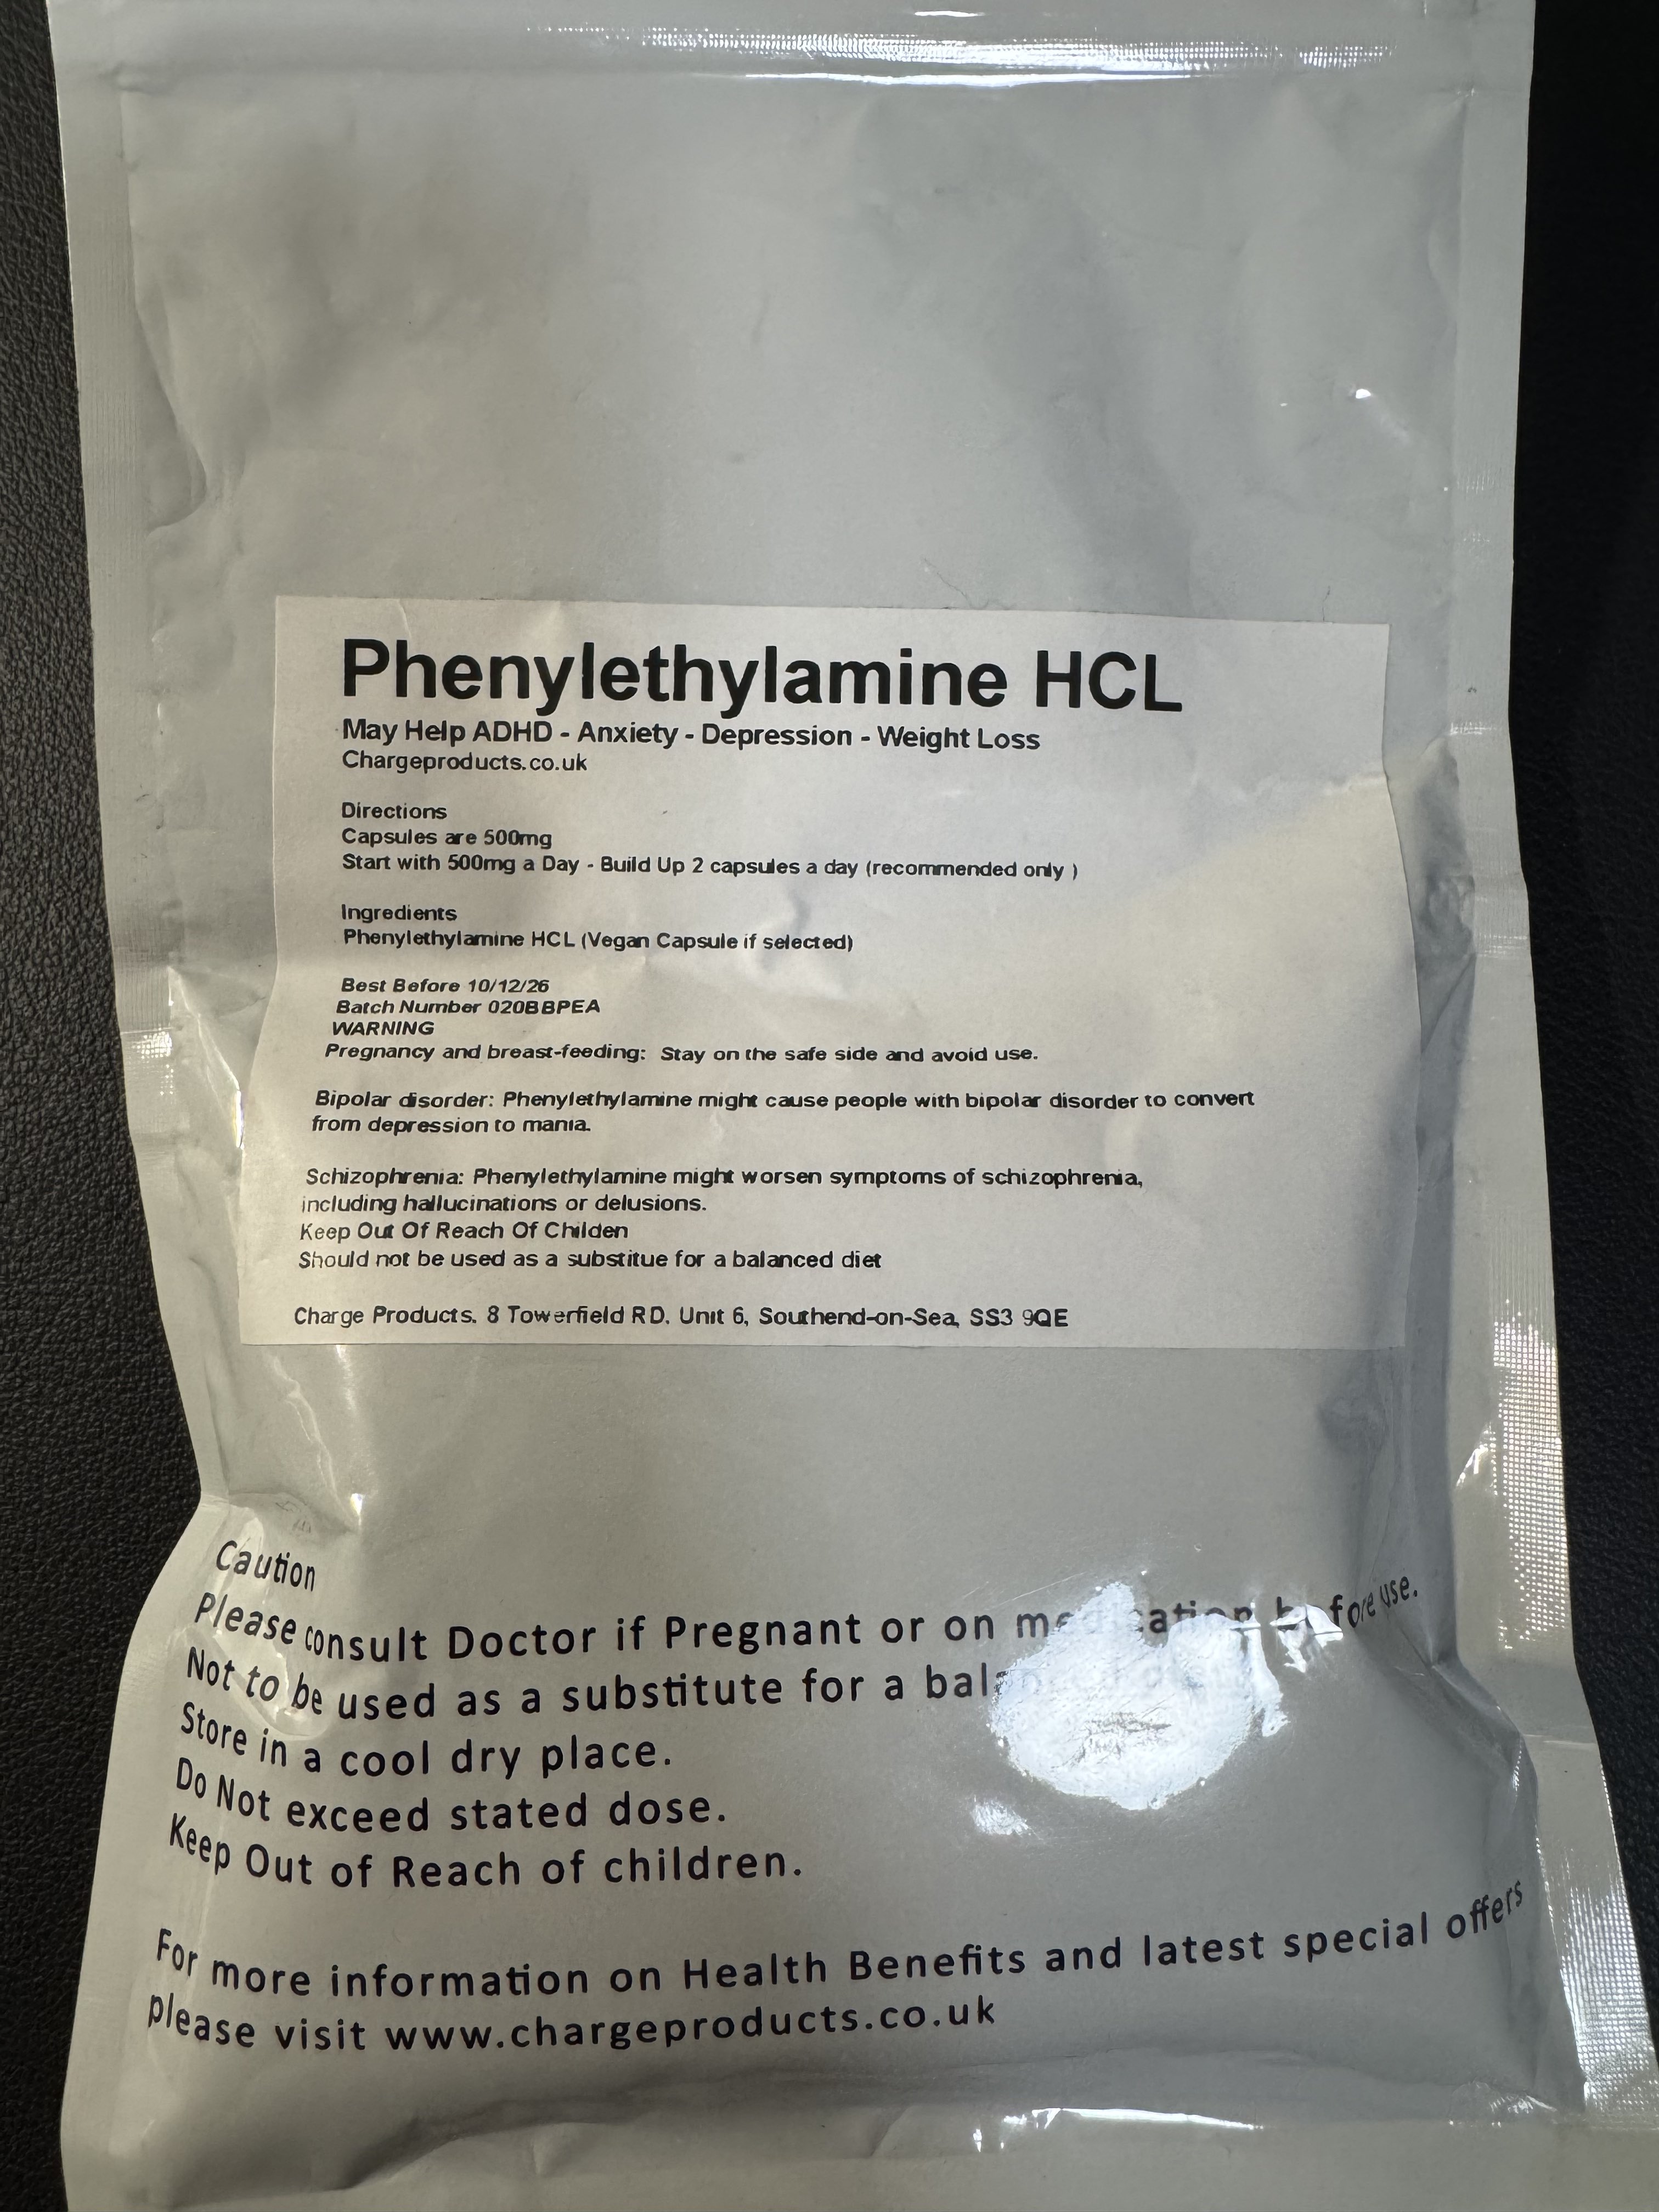 Phenylethylamine HCL
May Help ADHD - Anxiety - Depression - Weight Loss
Chargeproducts.co.uk
Directions
Capsules are 500mg
Start with 500mg a Day - Build Up 2 capsules a day (recommended only )
Ingredients
Phenylethylamine HCL (Vegan Capsule if selected)
Best Before 10/12/26
Batch Number 020BBPEA
WARNING
Pregnancy and breast-feeding: Stay on the safe side and avoid use.
Bipolar disorder: Phenylethylamine might cause people with bipolar disorder to convert
from depression to mania.
Schizophrenia: Phenylethylamine might worsen symptoms of schizophrenia,
including hallucinations or delusions.
Keep Out Of Reach Of Childen
Should not be used as a substitue for a balanced diet
Charge Products. 8 Towerfield RD. Unit 6, Southend-on-Sea, SS3 9QE
Caution
Please consult Doctor if Pregnant or on medication before use.
Not to be used as a substitute for a
Store in a cool dry place.
Do Not exceed stated dose.
Keep Out of Reach of children.
For more information on Health Benefits and latest special offers
please visit www.chargeproducts.co.uk